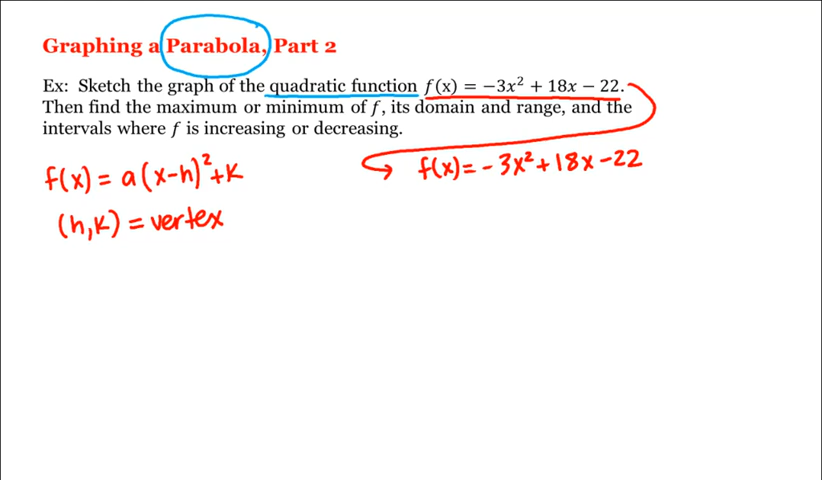 Graphing a Parabola, Part 2
Ex: Sketch the graph of the quadratic function f(x) = −3x² + 18x − 22.
Then find the maximum or minimum of f, its domain and range, and the
intervals where f is increasing or decreasing.
f(x) = a(x-h)² + k
(h,k) = vertex
f(x) = -3x² + 18x - 22